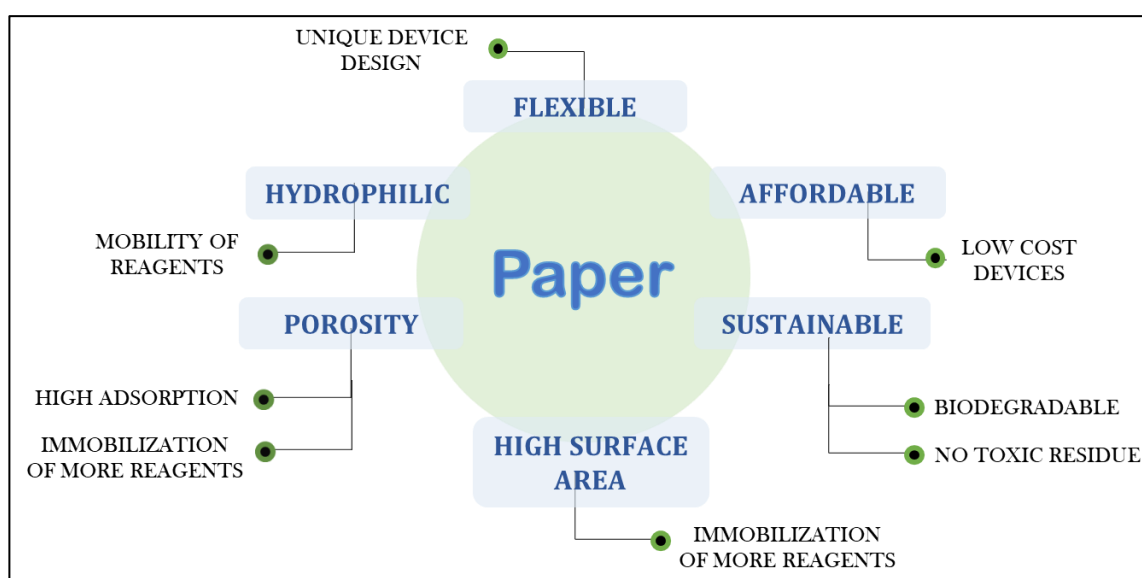 UNIQUE DEVICE
DESIGN
FLEXIBLE
HYDROPHILIC
MOBILITY OF
REAGENTS
AFFORDABLE
LOW COST
DEVICES
Paper
POROSITY
HIGH ADSORPTION
IMMOBILIZATION
OF MORE REAGENTS
SUSTAINABLE
BIODEGRADABLE
NO TOXIC RESIDUE
HIGH SURFACE
AREA
IMMOBILIZATION
OF MORE REAGENTS